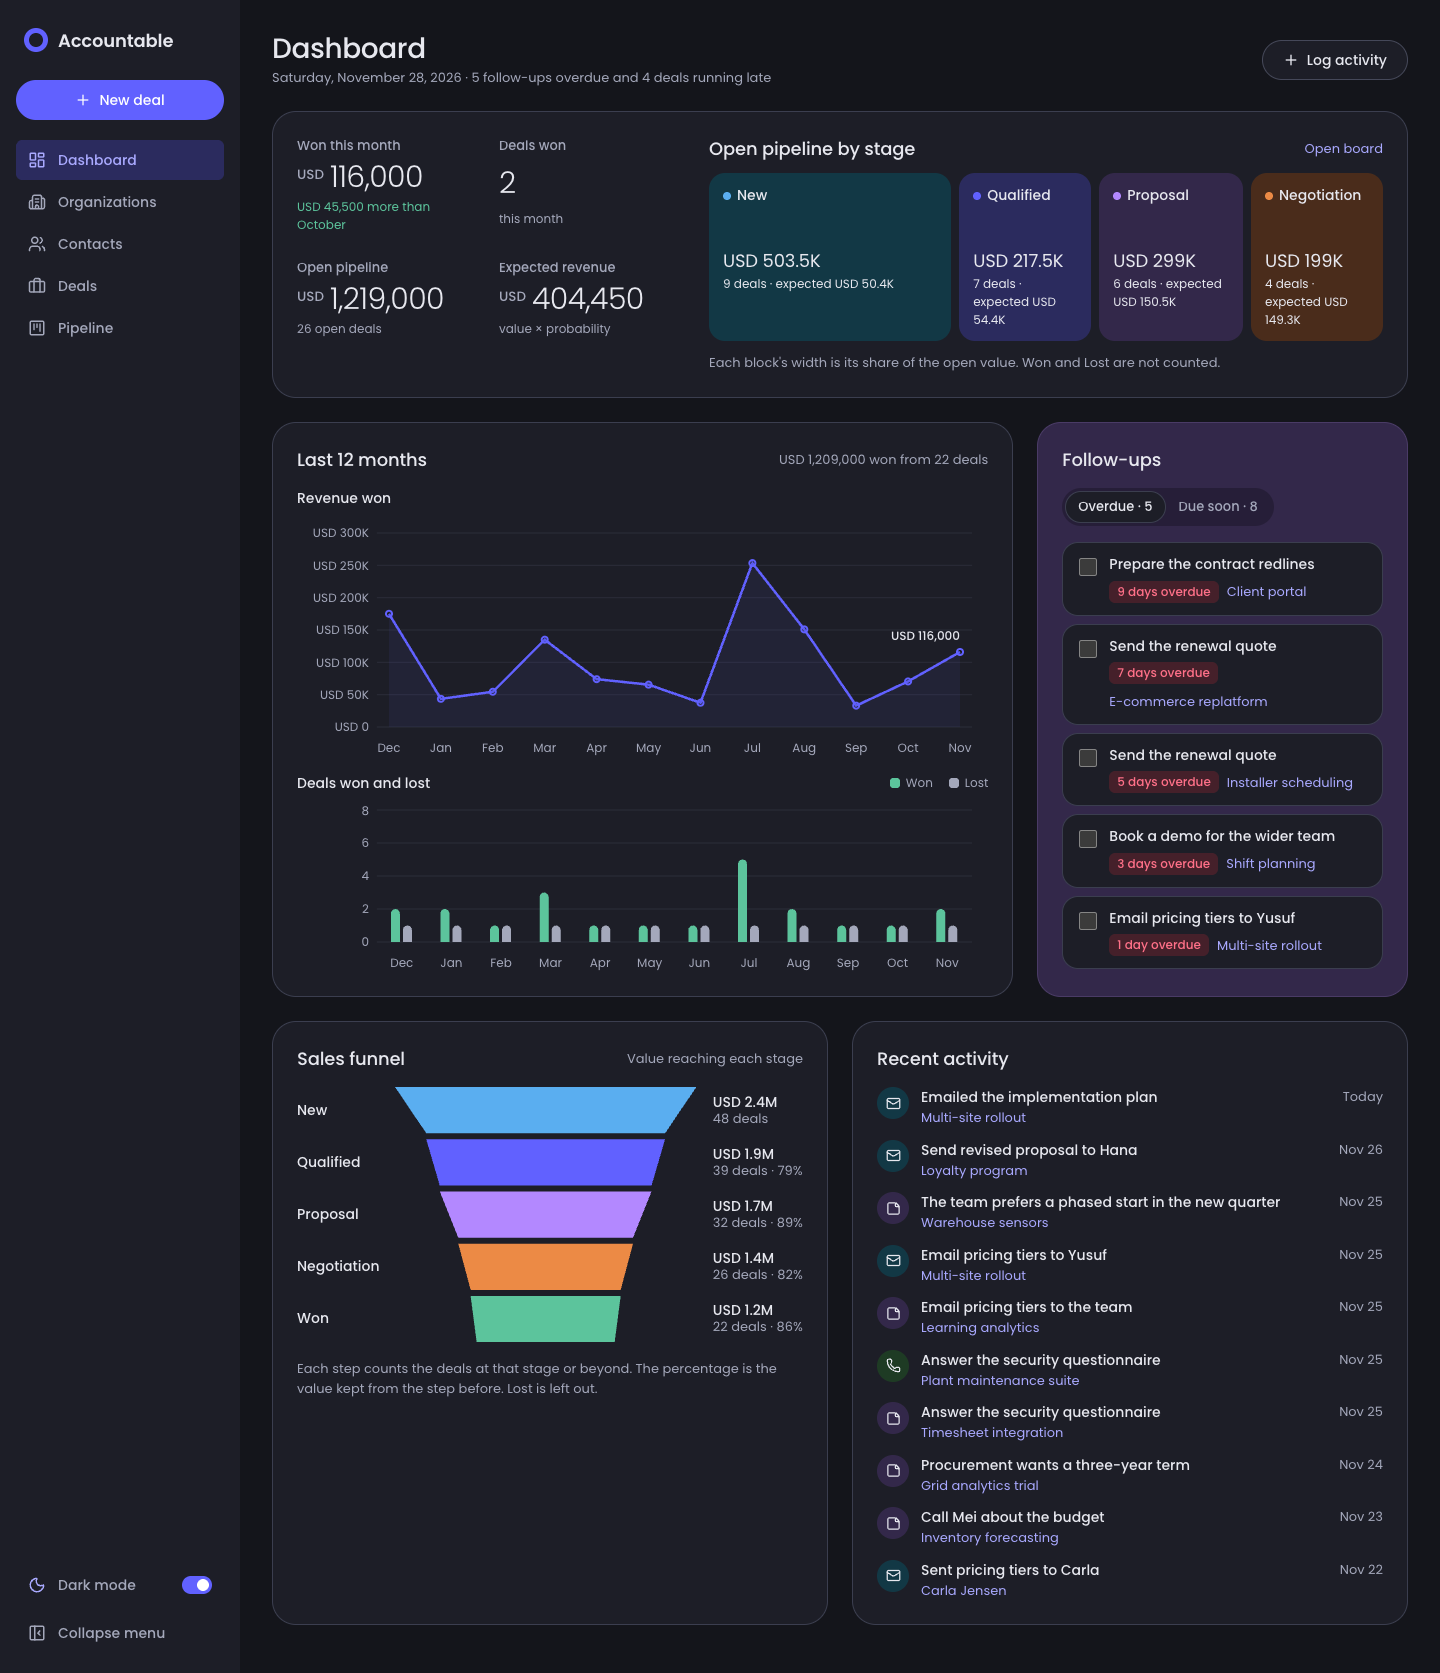 Accountable
New deal
Dashboard
Organizations
Contacts
Deals
Pipeline
Dark mode
Collapse menu
Dashboard
Saturday, November 28, 2026 · 5 follow-ups overdue and 4 deals running late
Log activity
Won this month
USD 116,000
USD 45,500 more than
October
Deals won
2
this month
Open pipeline
USD 1,219,000
26 open deals
Expected revenue
USD 404,450
value × probability
Open pipeline by stage
Open board
New
USD 503.5K
9 deals · expected USD 50.4K
Qualified
USD 217.5K
7 deals ·
expected USD
54.4K
Proposal
USD 299K
6 deals · expected
USD 150.5K
Negotiation
USD 199K
4 deals ·
expected USD
149.3K
Each block's width is its share of the open value. Won and Lost are not counted.
Last 12 months
USD 1,209,000 won from 22 deals
Revenue won
USD 300K
USD 250K
USD 200K
USD 150K
USD 100K
USD 50K
USD 0
USD 116,000
Dec Jan Feb Mar Apr May Jun Jul Aug Sep Oct Nov
Deals won and lost
Won Lost
8
6
4
2
0
Dec Jan Feb Mar Apr May Jun Jul Aug Sep Oct Nov
Follow-ups
Overdue · 5 Due soon · 8
Prepare the contract redlines
9 days overdue Client portal
Send the renewal quote
7 days overdue
E-commerce replatform
Send the renewal quote
5 days overdue Installer scheduling
Book a demo for the wider team
3 days overdue Shift planning
Email pricing tiers to Yusuf
1 day overdue Multi-site rollout
Sales funnel
Value reaching each stage
New
USD 2.4M
48 deals
Qualified
USD 1.9M
39 deals · 79%
Proposal
USD 1.7M
32 deals · 89%
Negotiation
USD 1.4M
26 deals · 82%
Won
USD 1.2M
22 deals · 86%
Each step counts the deals at that stage or beyond. The percentage is the
value kept from the step before. Lost is left out.
Recent activity
Emailed the implementation plan
Today
Multi-site rollout
Send revised proposal to Hana
Nov 26
Loyalty program
The team prefers a phased start in the new quarter
Nov 25
Warehouse sensors
Email pricing tiers to Yusuf
Nov 25
Multi-site rollout
Email pricing tiers to the team
Nov 25
Learning analytics
Answer the security questionnaire
Nov 25
Plant maintenance suite
Answer the security questionnaire
Nov 25
Timesheet integration
Procurement wants a three-year term
Nov 24
Grid analytics trial
Call Mei about the budget
Nov 23
Inventory forecasting
Sent pricing tiers to Carla
Nov 22
Carla Jensen